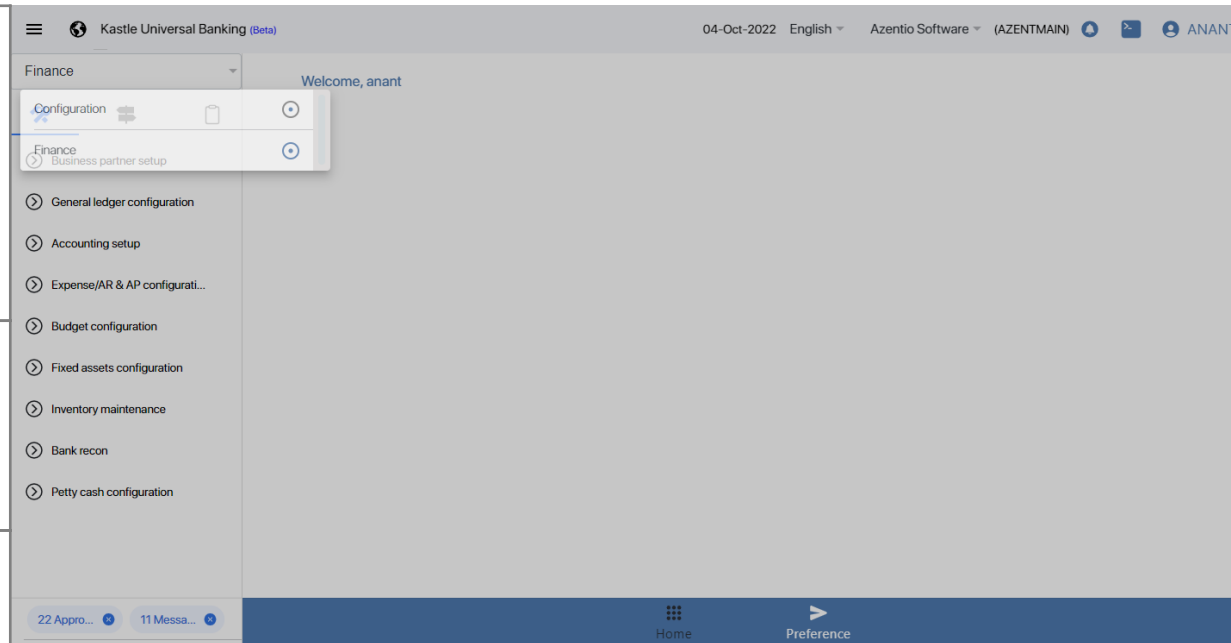 Kastle Universal Banking (Beta)
04-Oct-2022 English Azentio Software (AZENTMAIN) ANANT
Finance
Welcome, anant
Configuration
Finance
Business partner setup
General ledger configuration
Accounting setup
Expense/AR & AP configurati...
Budget configuration
Fixed assets configuration
Inventory maintenance
Bank recon
Petty cash configuration
22 Appro... 11 Messa...
Home Preference